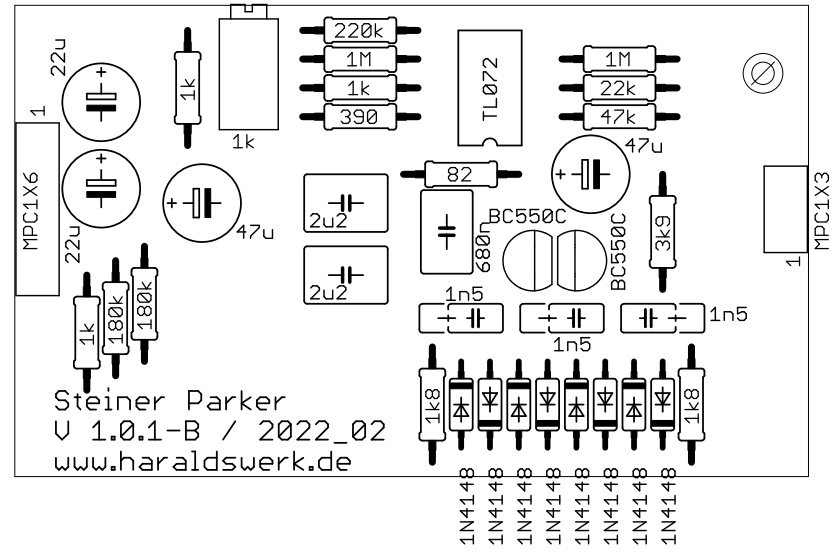 220k
1M
1k
390
22u
1k
1k
TL072
1M
22k
47k
47u
1
MPC1X6
22u
47u
2u2
2u2
82
680n
BC550C
BC550C
3k9
MPC1X3
1
1k
180k
180k
1n5
1n5
1n5
1k8
1k8
Steiner Parker
V 1.0.1-B / 2022_02
www.haraldswerk.de
1N4148
1N4148
1N4148
1N4148
1N4148
1N4148
1N4148
1N4148